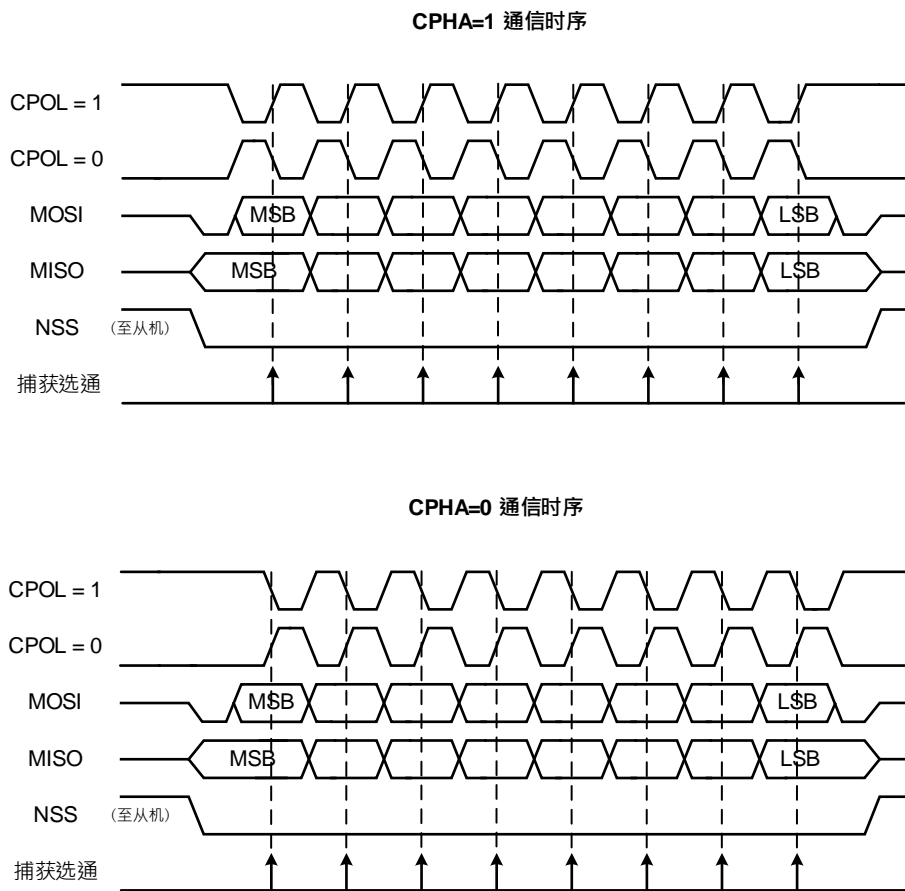 CPHA=1 通信时序
CPOL = 1
CPOL = 0
MOSI MSB LSB
MISO MSB LSB
NSS （至从机）
捕获选通
CPHA=0 通信时序
CPOL = 1
CPOL = 0
MOSI MSB LSB
MISO MSB LSB
NSS （至从机）
捕获选通